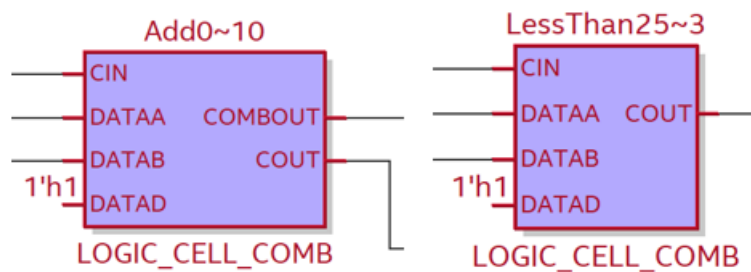 Add0~10
CIN
DATAA COMBOUT
DATAB COUT
1'h1
DATAD
LOGIC_CELL_COMB
LessThan25~3
CIN
DATAA COUT
DATAB
1'h1
DATAD
LOGIC_CELL_COMB